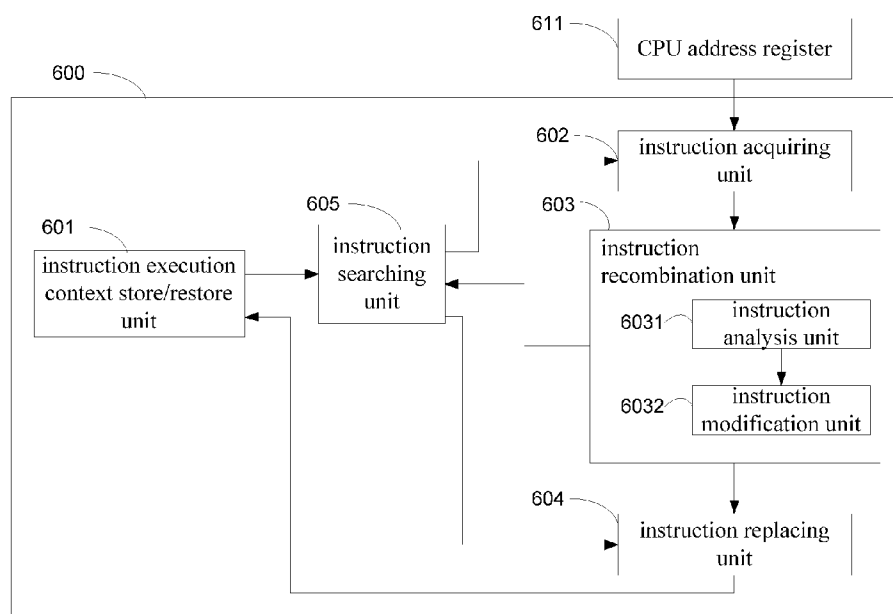 611
CPU address register
600
602
instruction acquiring
unit
603
605
601
instruction
recombination unit
instruction
searching
unit
instruction execution
context store/restore
unit
6031
instruction
analysis unit
6032
instruction
modification unit
604
instruction replacing
unit